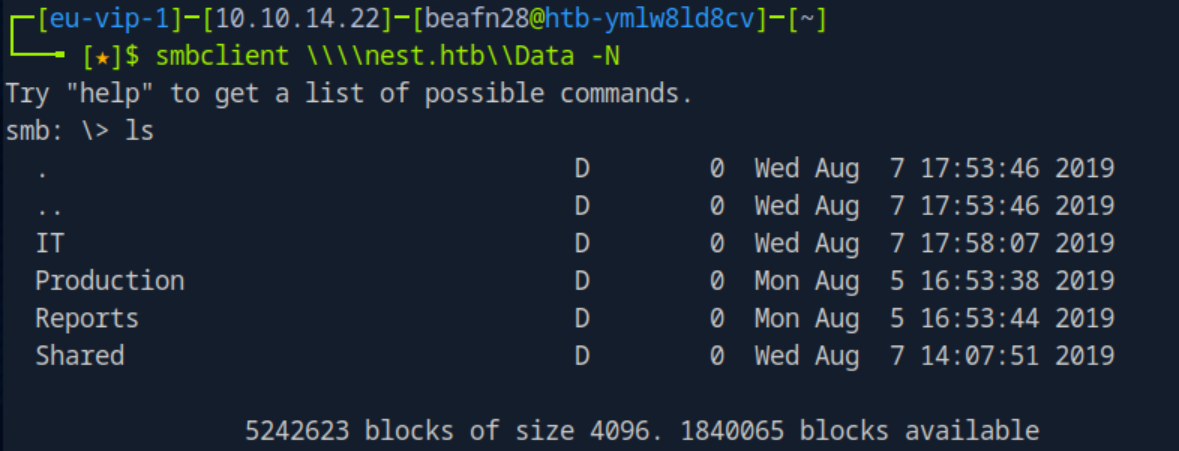 [eu-vip-1]─[10.10.14.22]─[beafn28@htb-ymlw8ld8cv]─[~]
[★]$ smbclient \\\\nest.htb\\Data -N
Try "help" to get a list of possible commands.
smb: \> ls
. D 0 Wed Aug 7 17:53:46 2019
.. D 0 Wed Aug 7 17:53:46 2019
IT D 0 Wed Aug 7 17:58:07 2019
Production D 0 Mon Aug 5 16:53:38 2019
Reports D 0 Mon Aug 5 16:53:44 2019
Shared D 0 Wed Aug 7 14:07:51 2019
5242623 blocks of size 4096. 1840065 blocks available